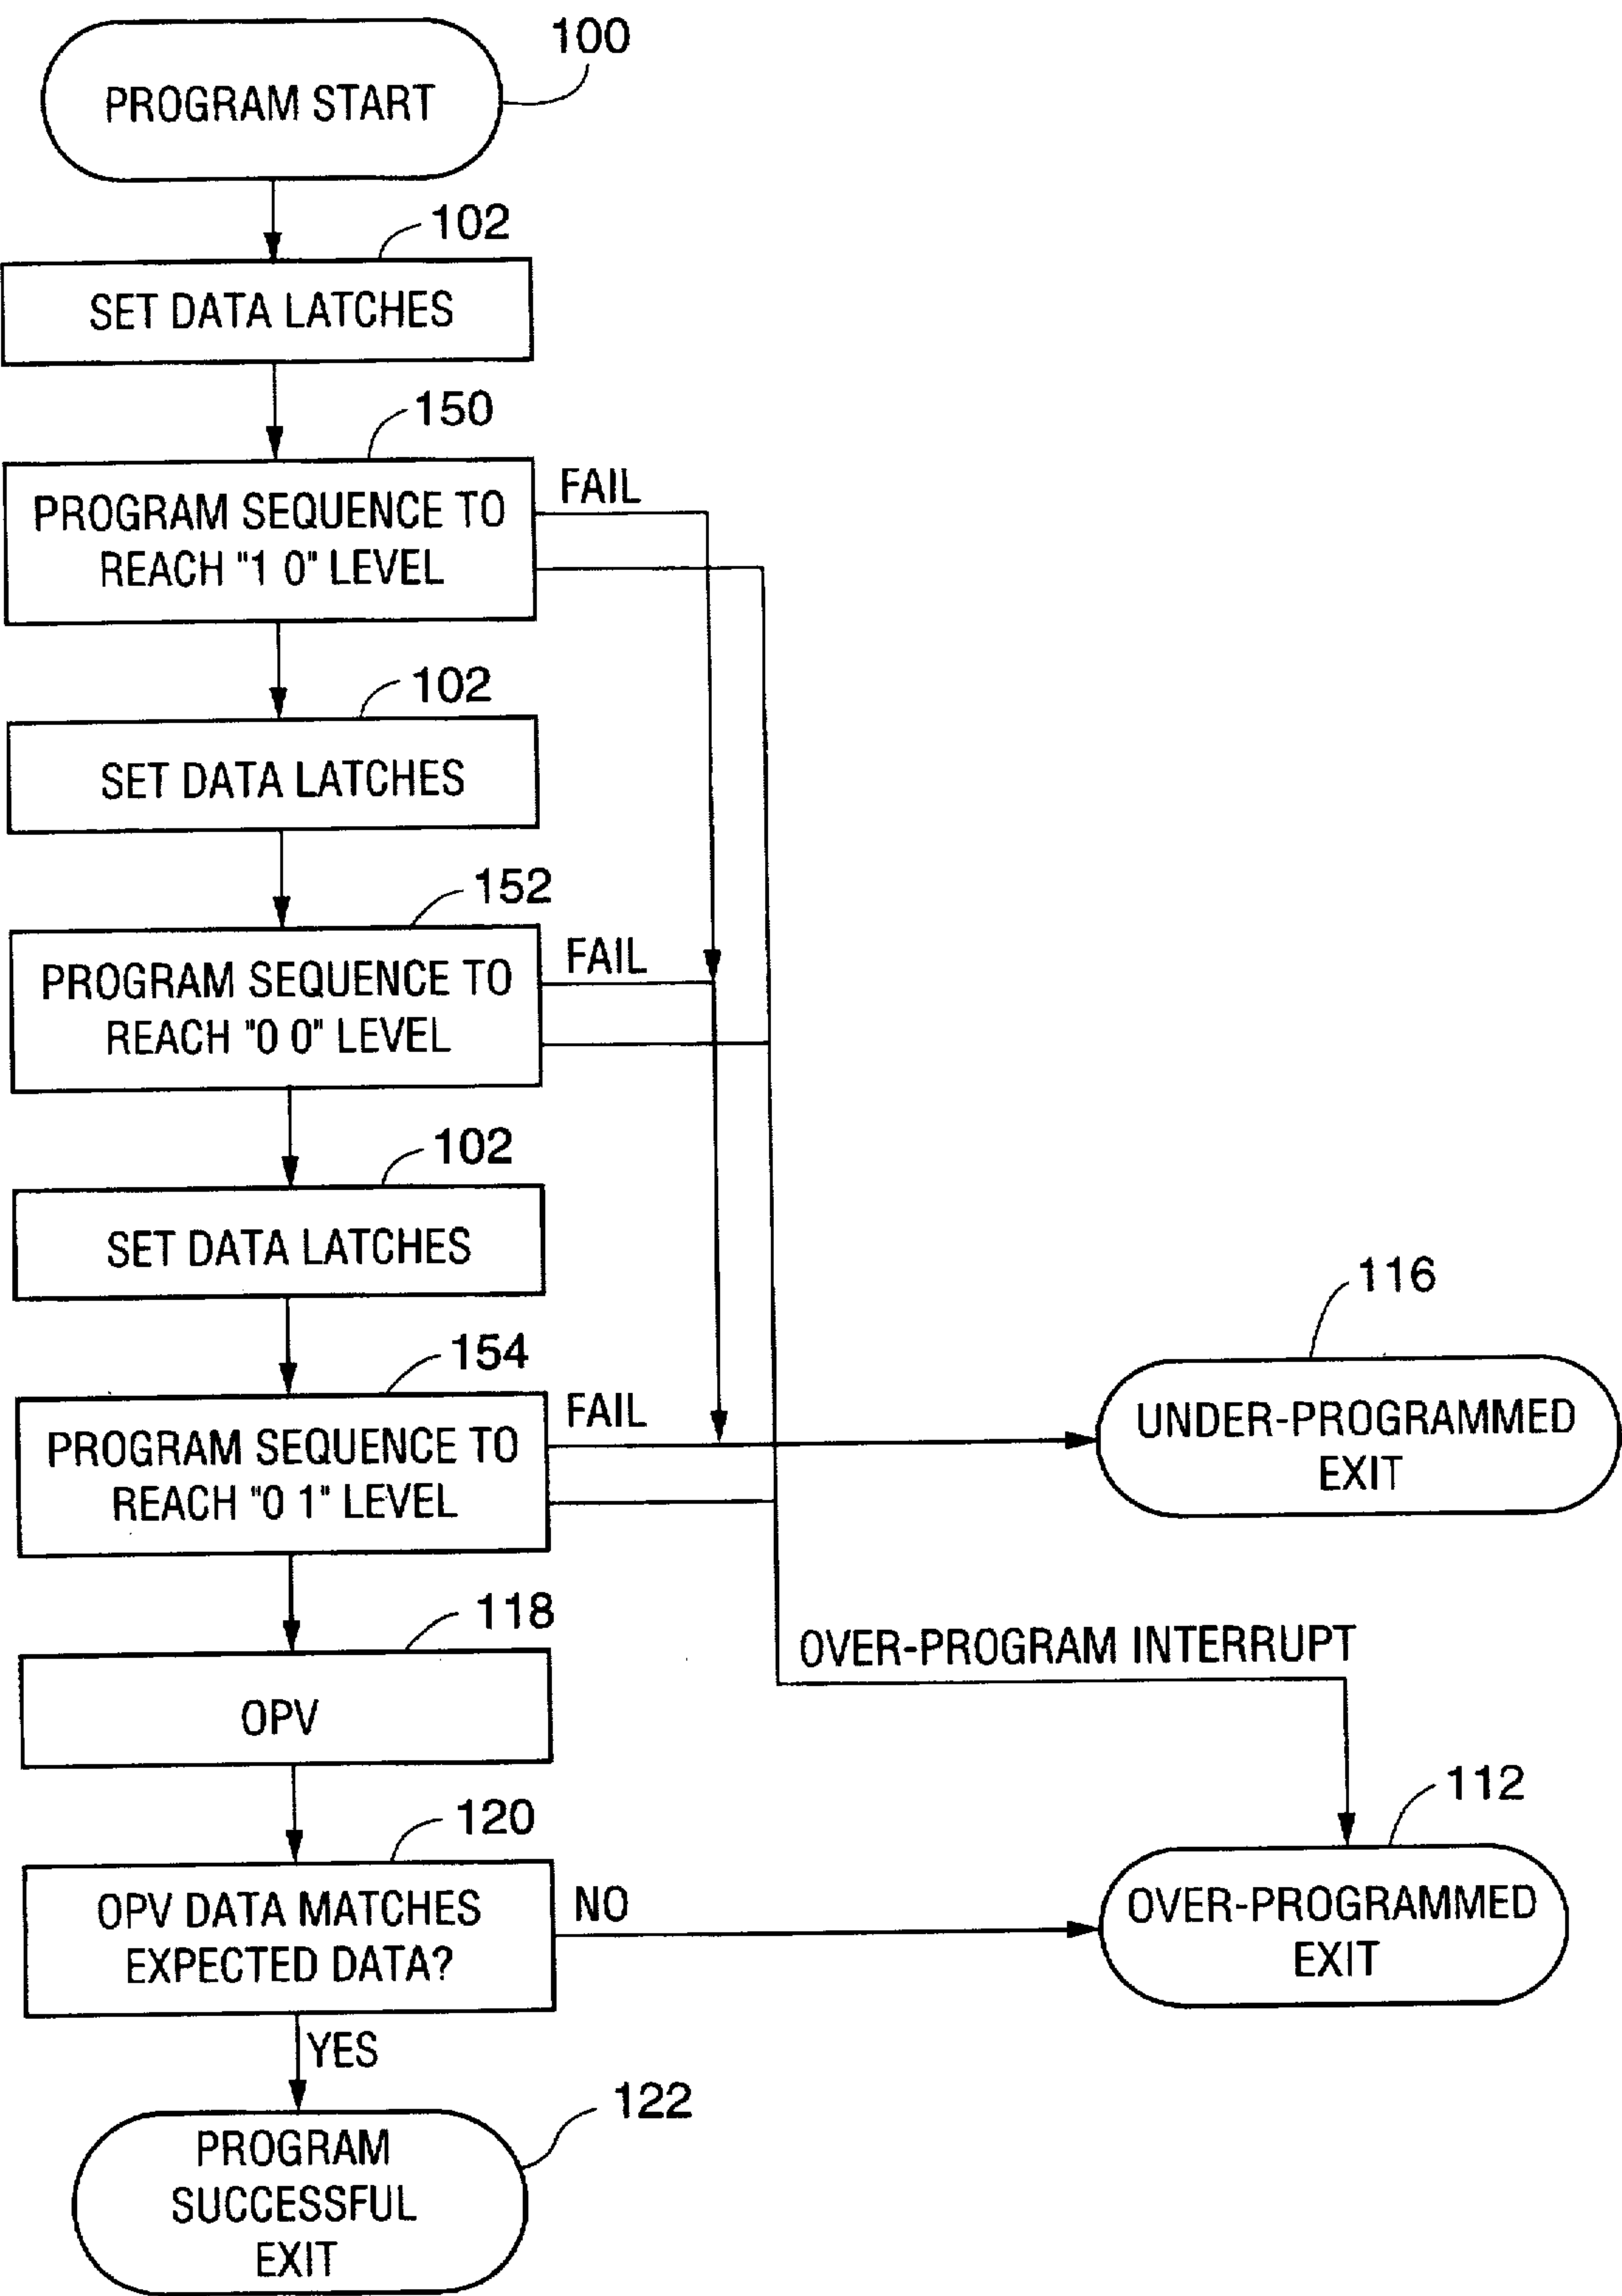 100
PROGRAM START
102
SET DATA LATCHES
150
PROGRAM SEQUENCE TO
REACH "1 0" LEVEL
FAIL
102
SET DATA LATCHES
152
PROGRAM SEQUENCE TO
REACH "0 0" LEVEL
FAIL
102
SET DATA LATCHES
154
PROGRAM SEQUENCE TO
REACH "0 1" LEVEL
FAIL
116
UNDER-PROGRAMMED
EXIT
118
OPV
OVER-PROGRAM INTERRUPT
120
OPV DATA MATCHES
EXPECTED DATA?
NO
112
OVER-PROGRAMMED
EXIT
YES
122
PROGRAM
SUCCESSFUL
EXIT